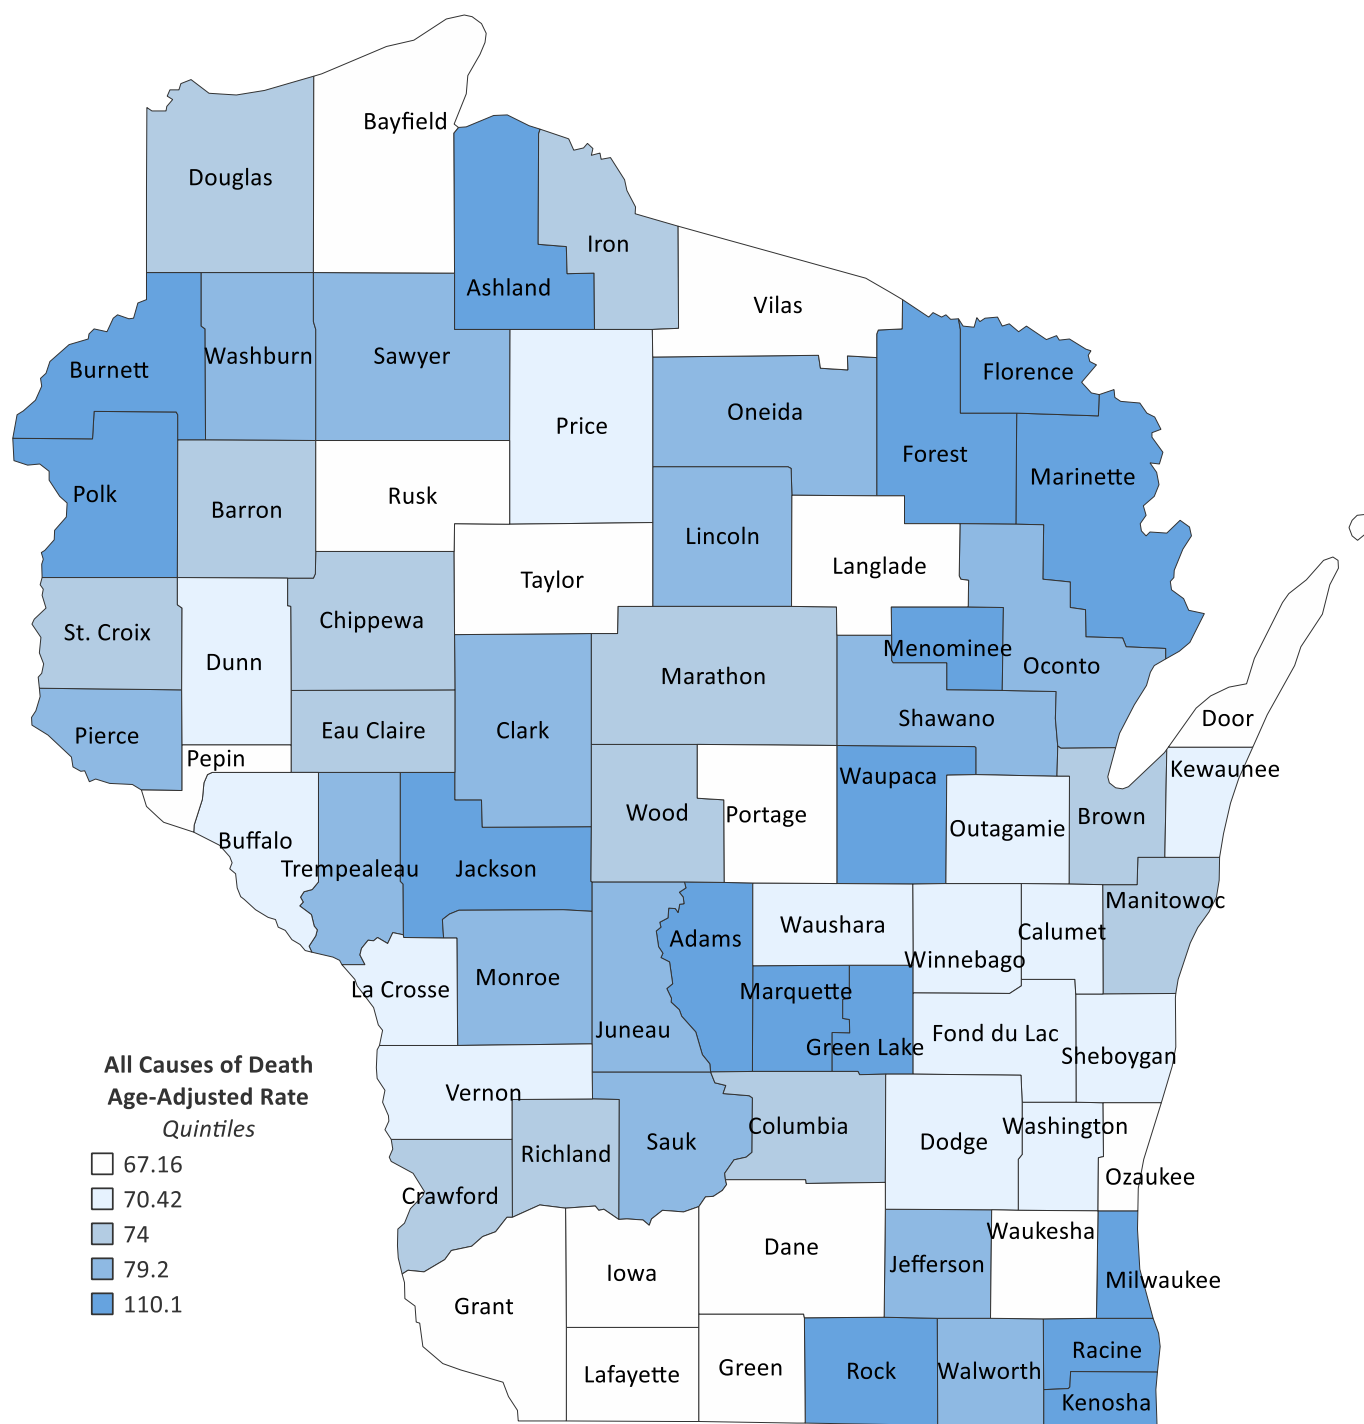 Bayfield
Douglas
Iron
Ashland
Vilas
Burnett
Washburn
Sawyer
Florence
Price
Oneida
Forest
Marinette
Polk
Barron
Rusk
Lincoln
Langlade
Taylor
St. Croix
Chippewa
Dunn
Menominee
Oconto
Marathon
Pierce
Eau Claire
Clark
Shawano
Door
Pepin
Waupaca
Kewaunee
Wood
Portage
Brown
Outagamie
Buffalo
Trempealeau
Jackson
Manitowoc
Adams
Waushara
Calumet
Winnebago
Monroe
La Crosse
Marquette
Juneau
Fond du Lac
Green Lake
Sheboygan
Vernon
Columbia
Washington
Sauk
Dodge
Richland
Ozaukee
Crawford
Waukesha
Dane
Jefferson
Iowa
Milwaukee
Grant
Racine
Lafayette
Green
Rock
Walworth
Kenosha
All Causes of Death
Age-Adjusted Rate
Quintiles
67.16
70.42
74
79.2
110.1